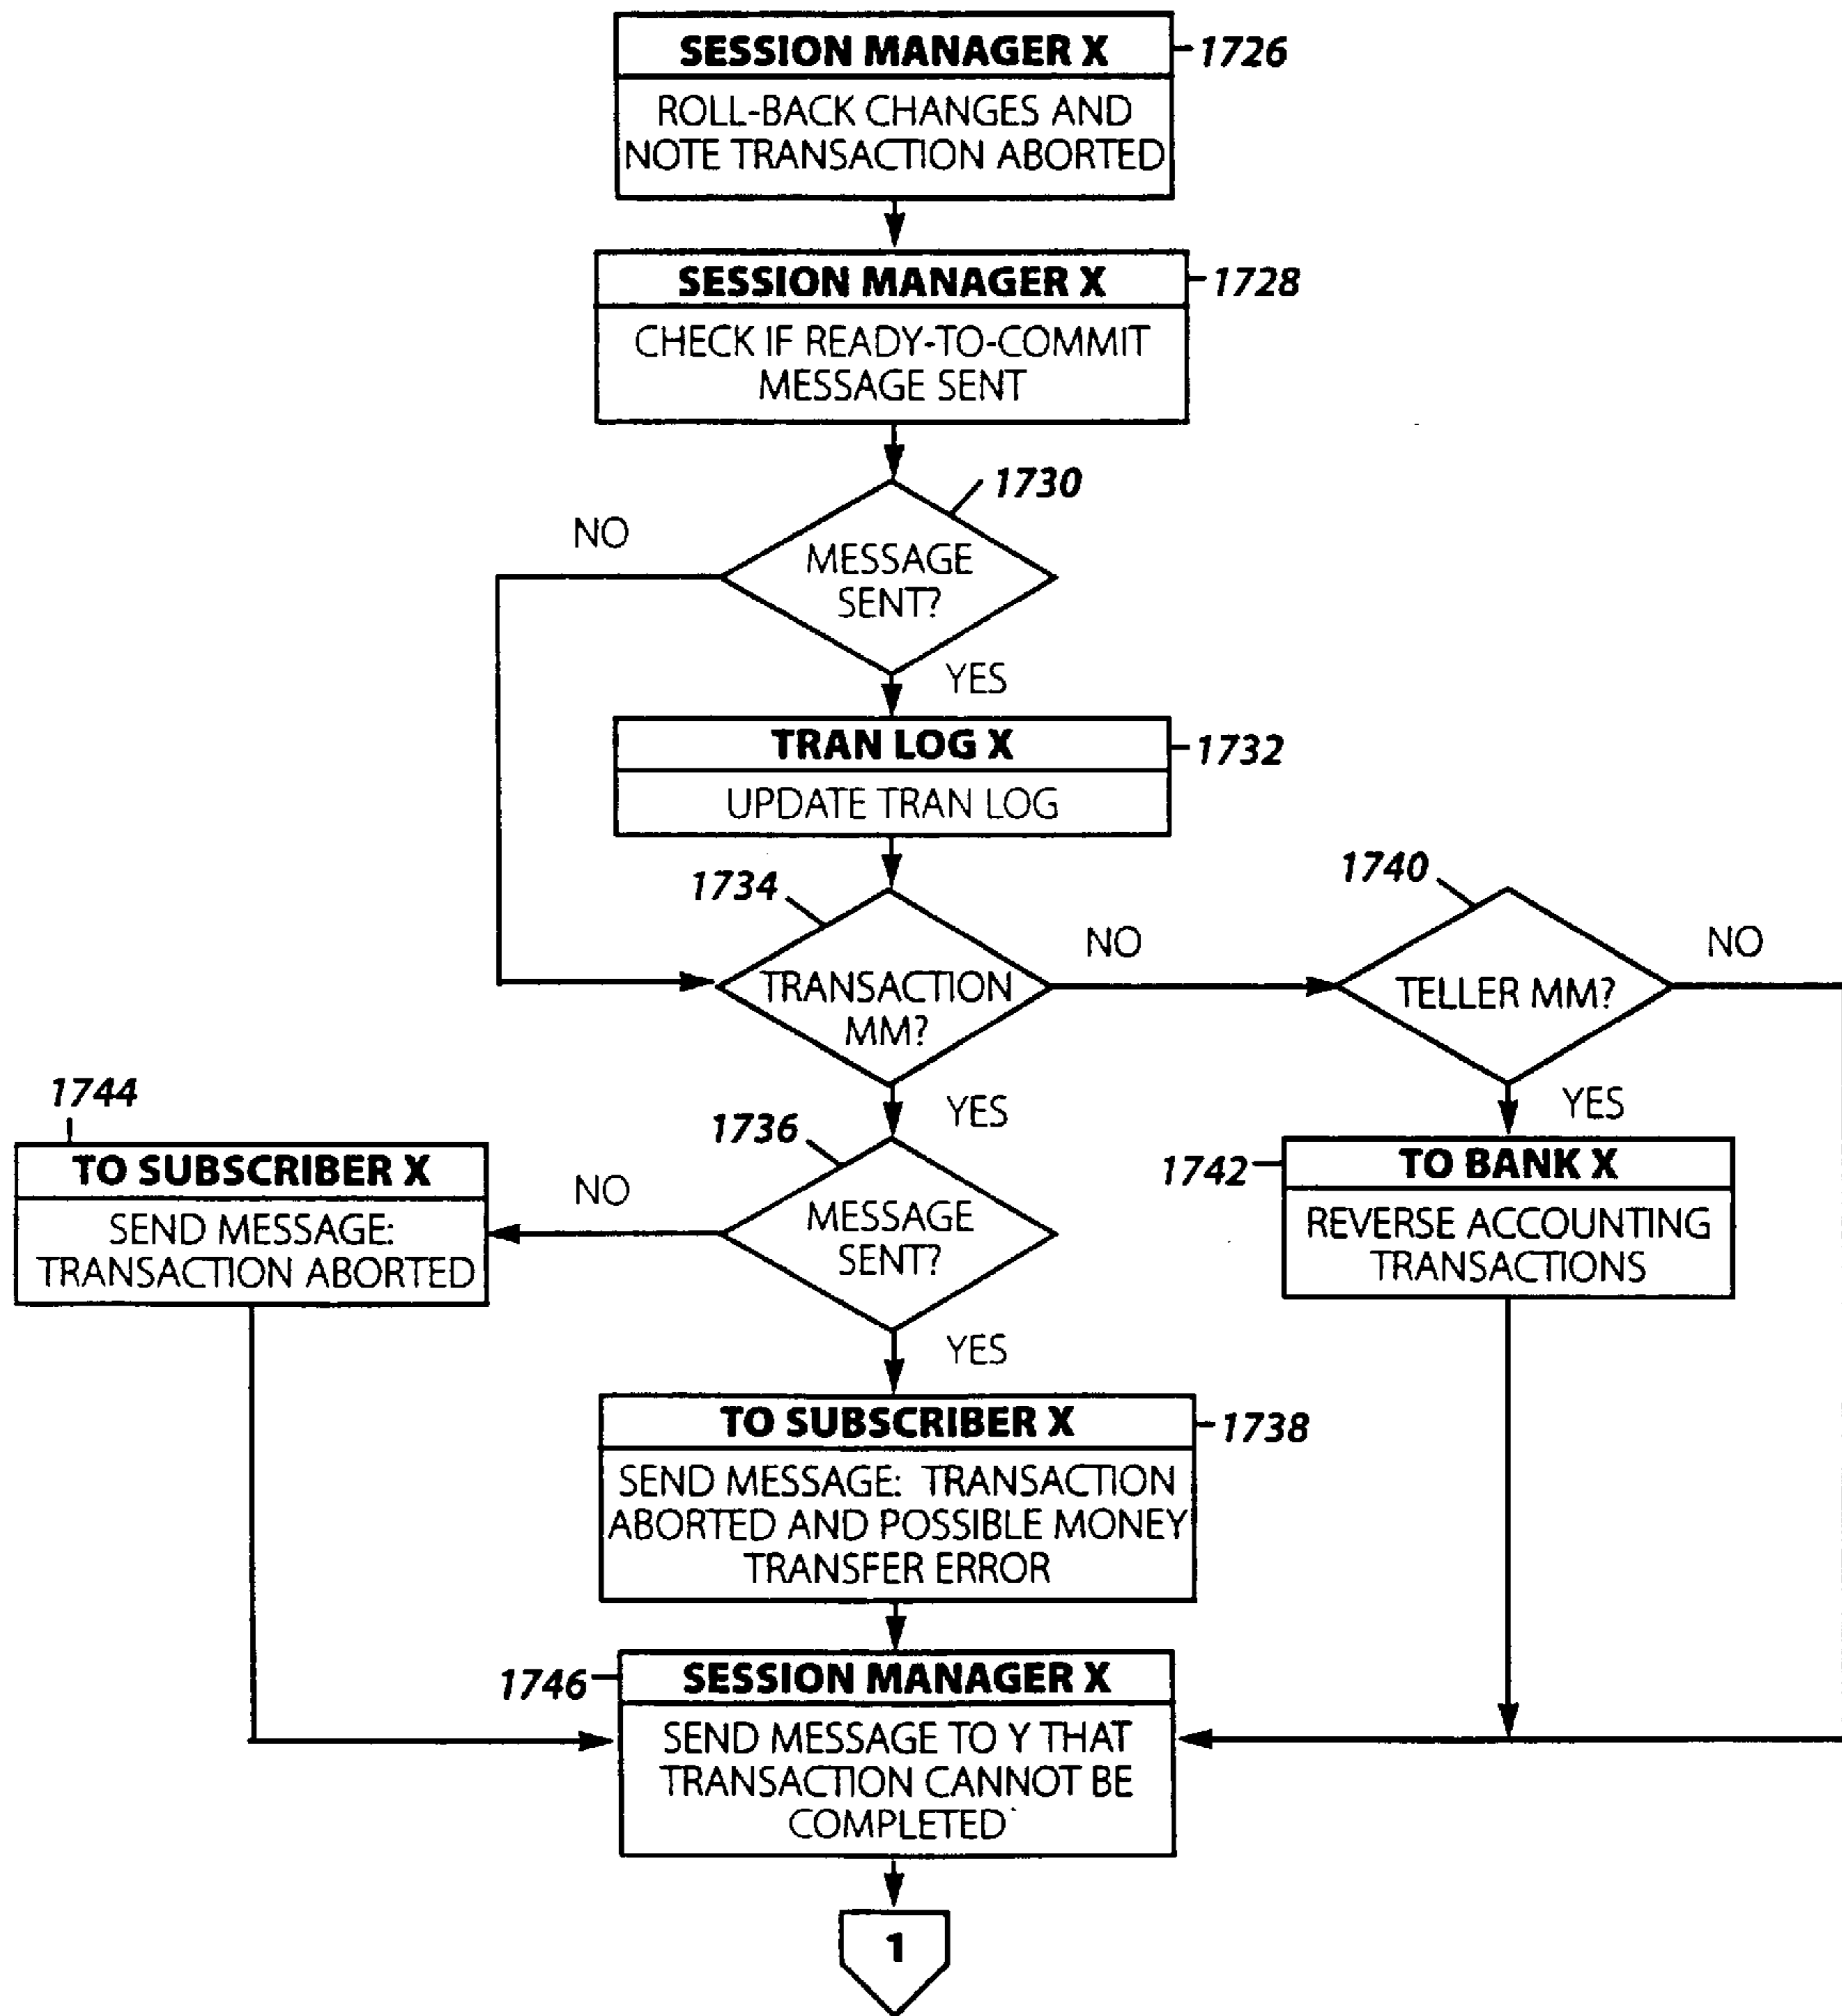 SESSION MANAGER X
1726
ROLL-BACK CHANGES AND
NOTE TRANSACTION ABORTED
SESSION MANAGER X
1728
CHECK IF READY-TO-COMMIT
MESSAGE SENT
1730
NO
MESSAGE
SENT?
YES
TRAN LOG X
1732
UPDATE TRAN LOG
1734
TRANSACTION
MM?
NO
1740
TELLER MM?
NO
YES
YES
1736
MESSAGE
SENT?
NO
1744
TO SUBSCRIBER X
SEND MESSAGE:
TRANSACTION ABORTED
1742
TO BANK X
REVERSE ACCOUNTING
TRANSACTIONS
YES
TO SUBSCRIBER X
1738
SEND MESSAGE: TRANSACTION
ABORTED AND POSSIBLE MONEY
TRANSFER ERROR
1746
SESSION MANAGER X
SEND MESSAGE TO Y THAT
TRANSACTION CANNOT BE
COMPLETED
1